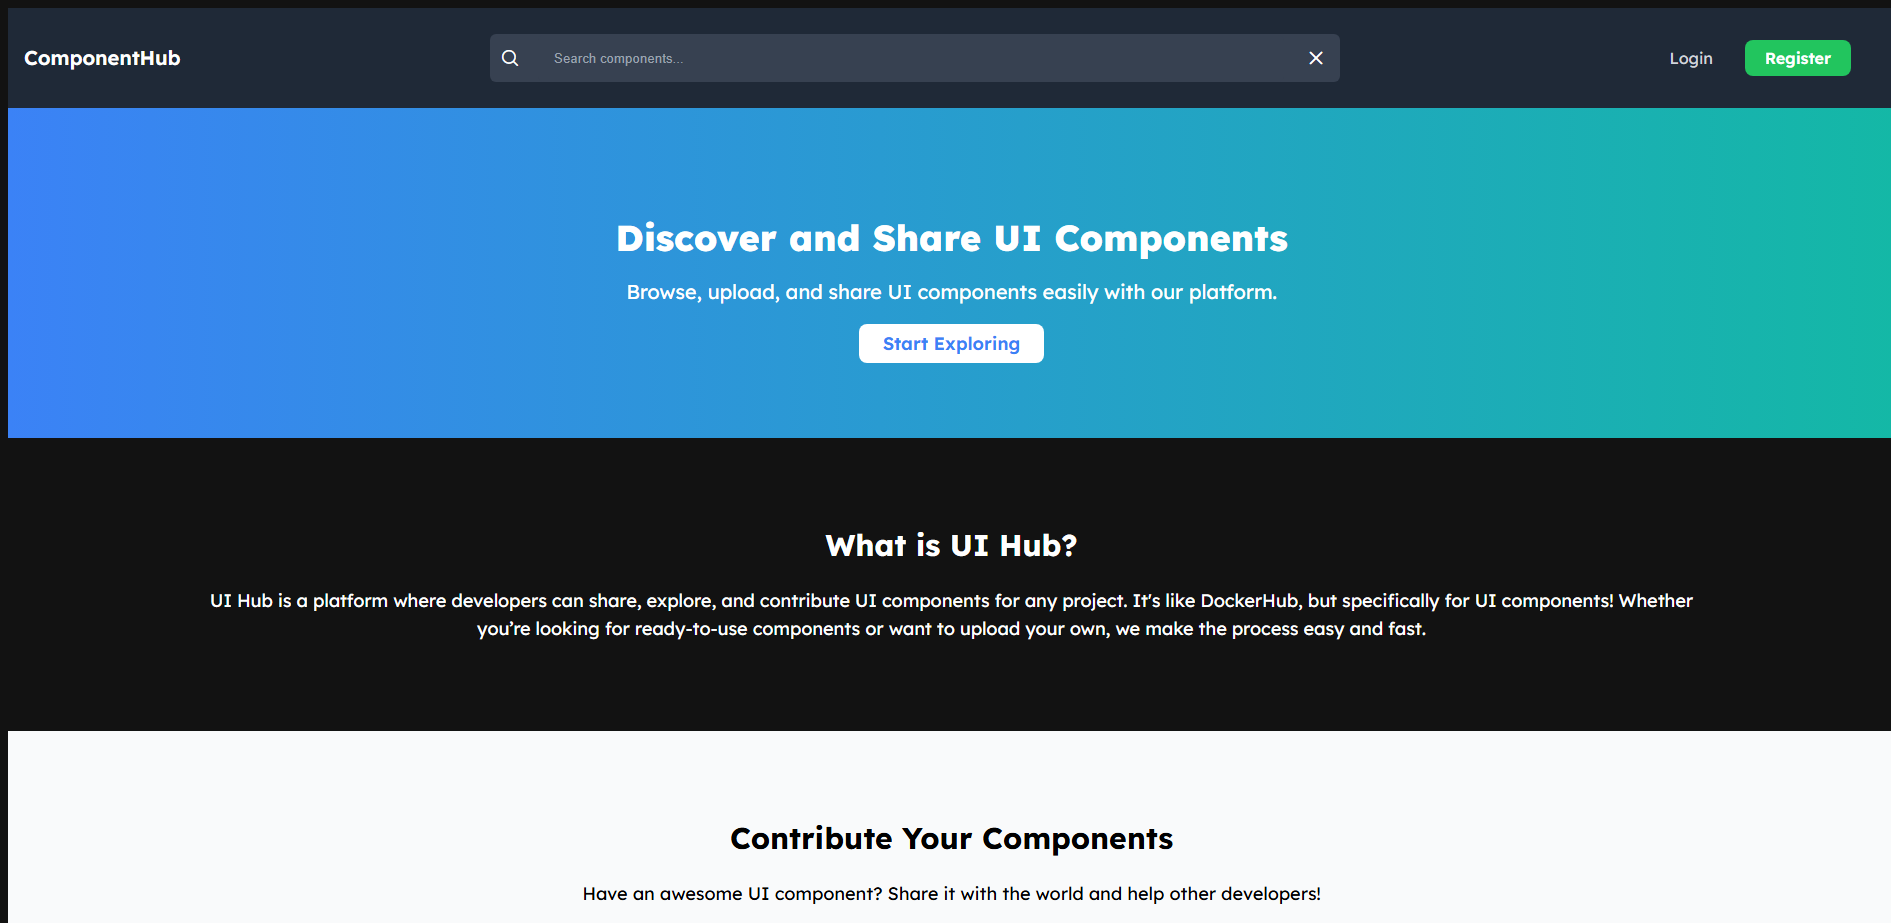 ComponentHub
Search components...
Login
Register
Discover and Share UI Components
Browse, upload, and share UI components easily with our platform.
Start Exploring
What is UI Hub?
UI Hub is a platform where developers can share, explore, and contribute UI components for any project. It's like DockerHub, but specifically for UI components! Whether
you’re looking for ready-to-use components or want to upload your own, we make the process easy and fast.
Contribute Your Components
Have an awesome UI component? Share it with the world and help other developers!